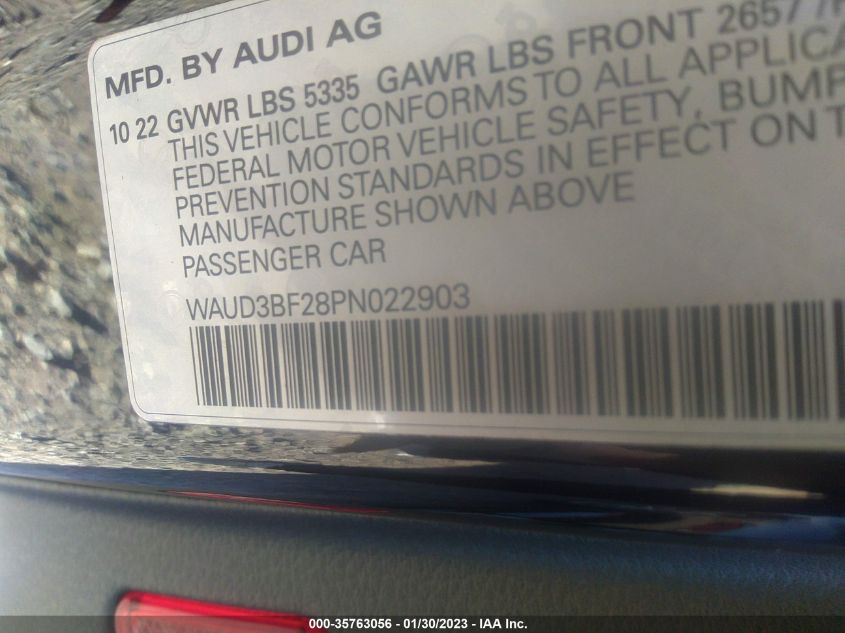 MFD. BY AUDI AG
10 22 GVWR LBS 5335 GAWR LBS FRONT 2657
THIS VEHICLE CONFORMS TO ALL
FEDERAL MOTOR VEHICLE SAFETY, BUMP
PREVENTION STANDARDS IN EFFECT ON T
MANUFACTURE SHOWN ABOVE
PASSENGER CAR
WAUD3BF28PN022903
000-35763056 - 01/30/2023 - IAA Inc.